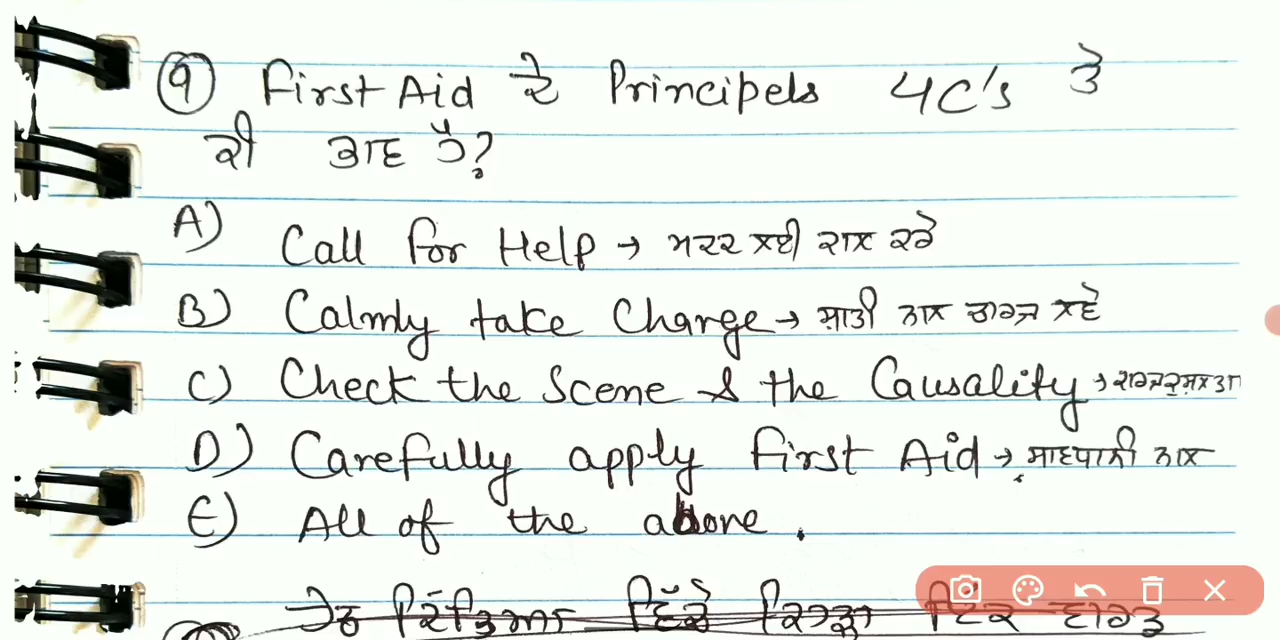 9 First Aid ਦੇ Principels 4C's ਤੋਂ
ਕੀ ਭਾਵ ਹੈ?
A) Call for Help → ਮਦਦ ਲਈ ਕਾਲ ਕਰੋ
B) Calmly take Charge → ਸ਼ਾਤੀ ਨਾਲ ਚਾਰਜ ਲਵੋ
C) Check the Scene & the Causality →
D) Carefully apply First Aid → ਸਾਵਧਾਨੀ ਨਾਲ
E) All of the above.